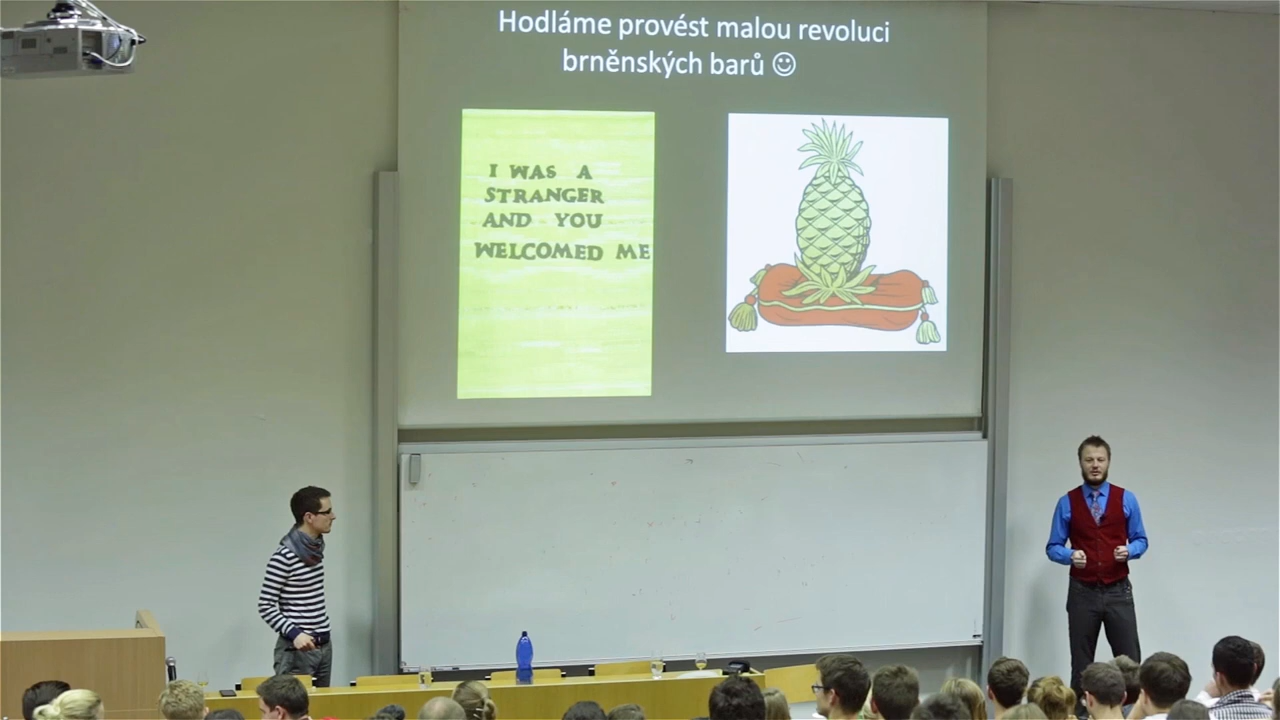 Hodláme provést malou revoluci
brněnských barů ☺
I WAS A
STRANGER
AND YOU
WELCOMED ME